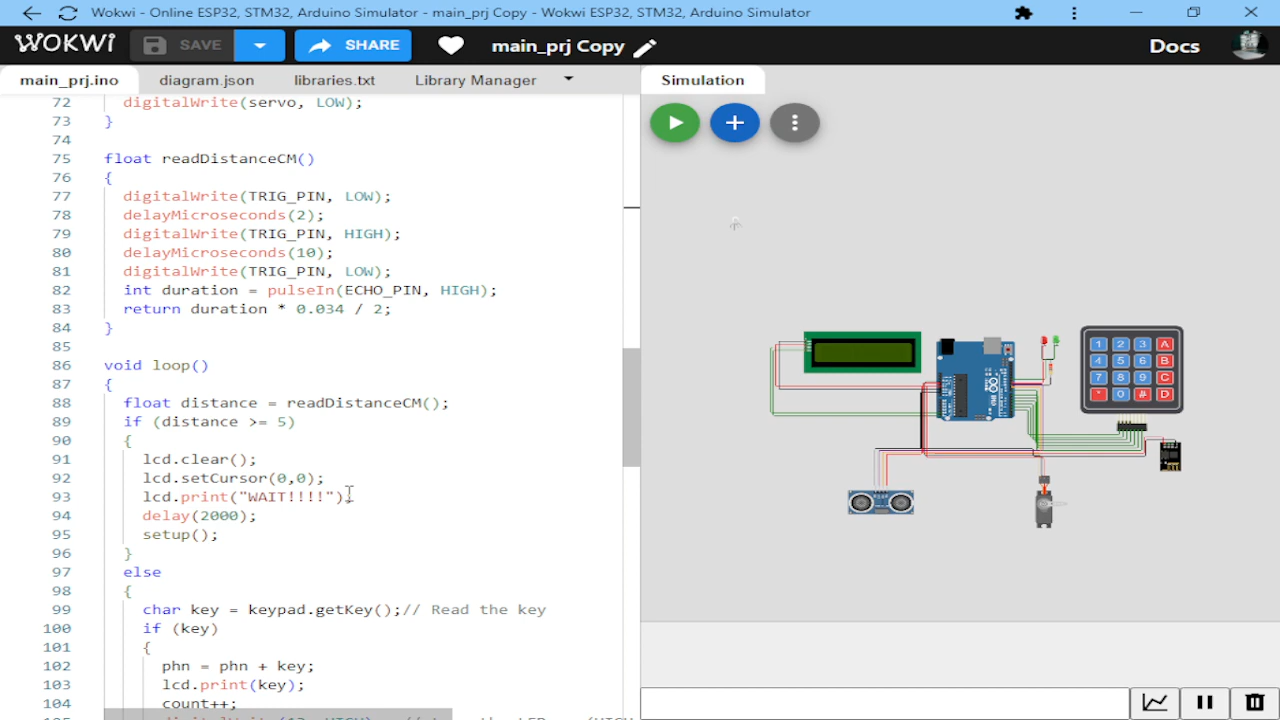 Wokwi - Online ESP32, STM32, Arduino Simulator - main_prj Copy - Wokwi ESP32, STM32, Arduino Simulator
WOKWI SAVE SHARE main_prj Copy Docs
main_prj.ino diagram.json libraries.txt Library Manager Simulation
72 digitalWrite(servo, LOW);
73 }
74
75 float readDistanceCM()
76 {
77 digitalWrite(TRIG_PIN, LOW);
78 delayMicroseconds(2);
79 digitalWrite(TRIG_PIN, HIGH);
80 delayMicroseconds(10);
81 digitalWrite(TRIG_PIN, LOW);
82 int duration = pulseIn(ECHO_PIN, HIGH);
83 return duration * 0.034 / 2;
84 }
85
86 void loop()
87 {
88 float distance = readDistanceCM();
89 if (distance >= 5)
90 {
91 lcd.clear();
92 lcd.setCursor(0,0);
93 lcd.print("WAIT!!!!");
94 delay(2000);
95 setup();
96 }
97 else
98 {
99 char key = keypad.getKey();// Read the key
100 if (key)
101 {
102 phn = phn + key;
103 lcd.print(key);
104 count++;
1 2 3 A
4 5 6 B
7 8 9 C
* 0 # D